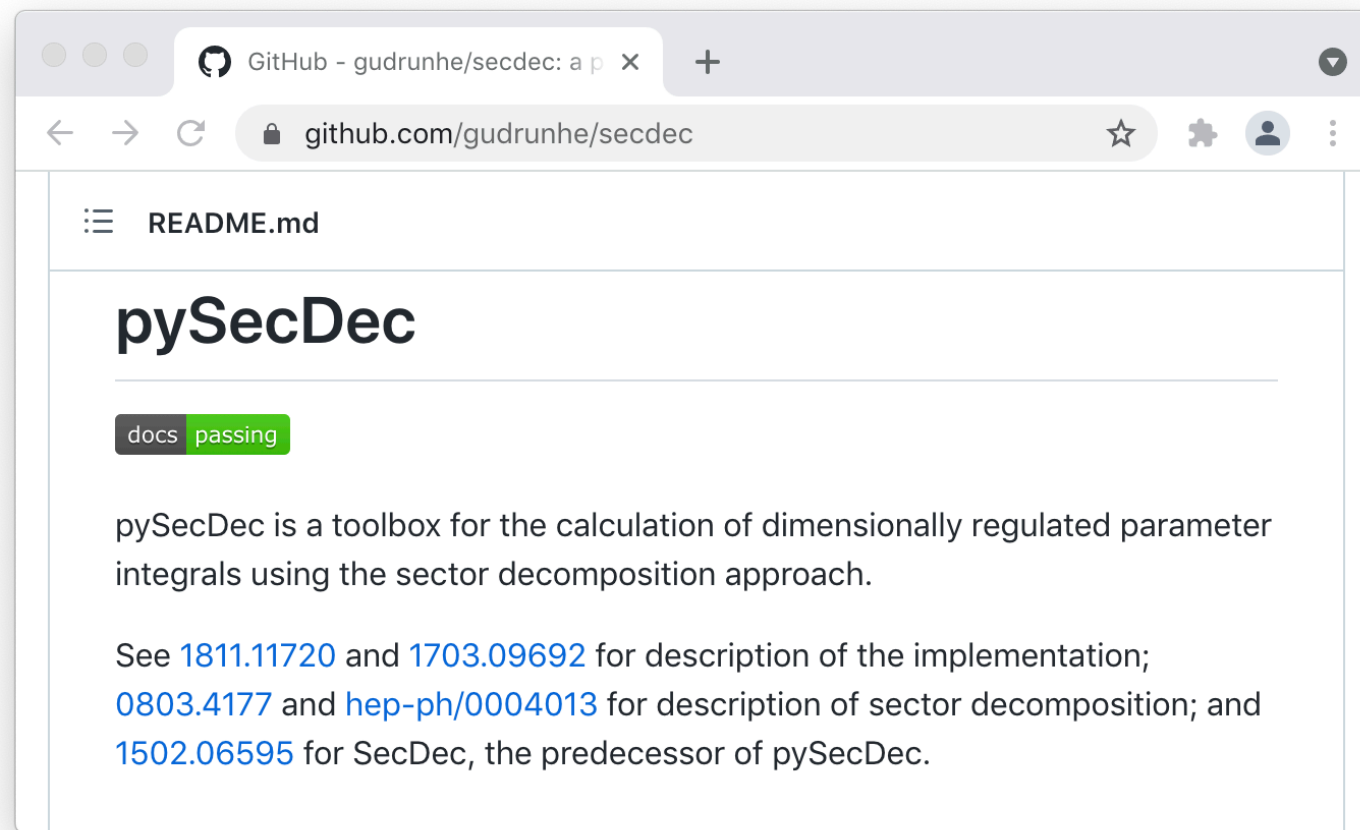 GitHub - gudrunhe/secdec: a p
github.com/gudrunhe/secdec
README.md
pySecDec
docs passing
pySecDec is a toolbox for the calculation of dimensionally regulated parameter
integrals using the sector decomposition approach.
See 1811.11720 and 1703.09692 for description of the implementation;
0803.4177 and hep-ph/0004013 for description of sector decomposition; and
1502.06595 for SecDec, the predecessor of pySecDec.